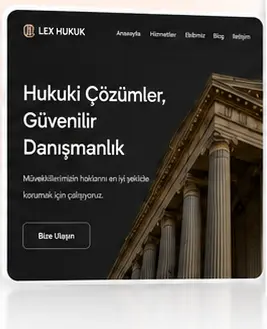 LEX HUKUK
Anasayfa Hizmetler Ekibimiz Blog İletişim
Hukuki Çözümler,
Güvenilir
Danışmanlık
Müvekkillerimizin haklarını en iyi şekilde
korumak için çalışıyoruz.
Bize Ulaşın